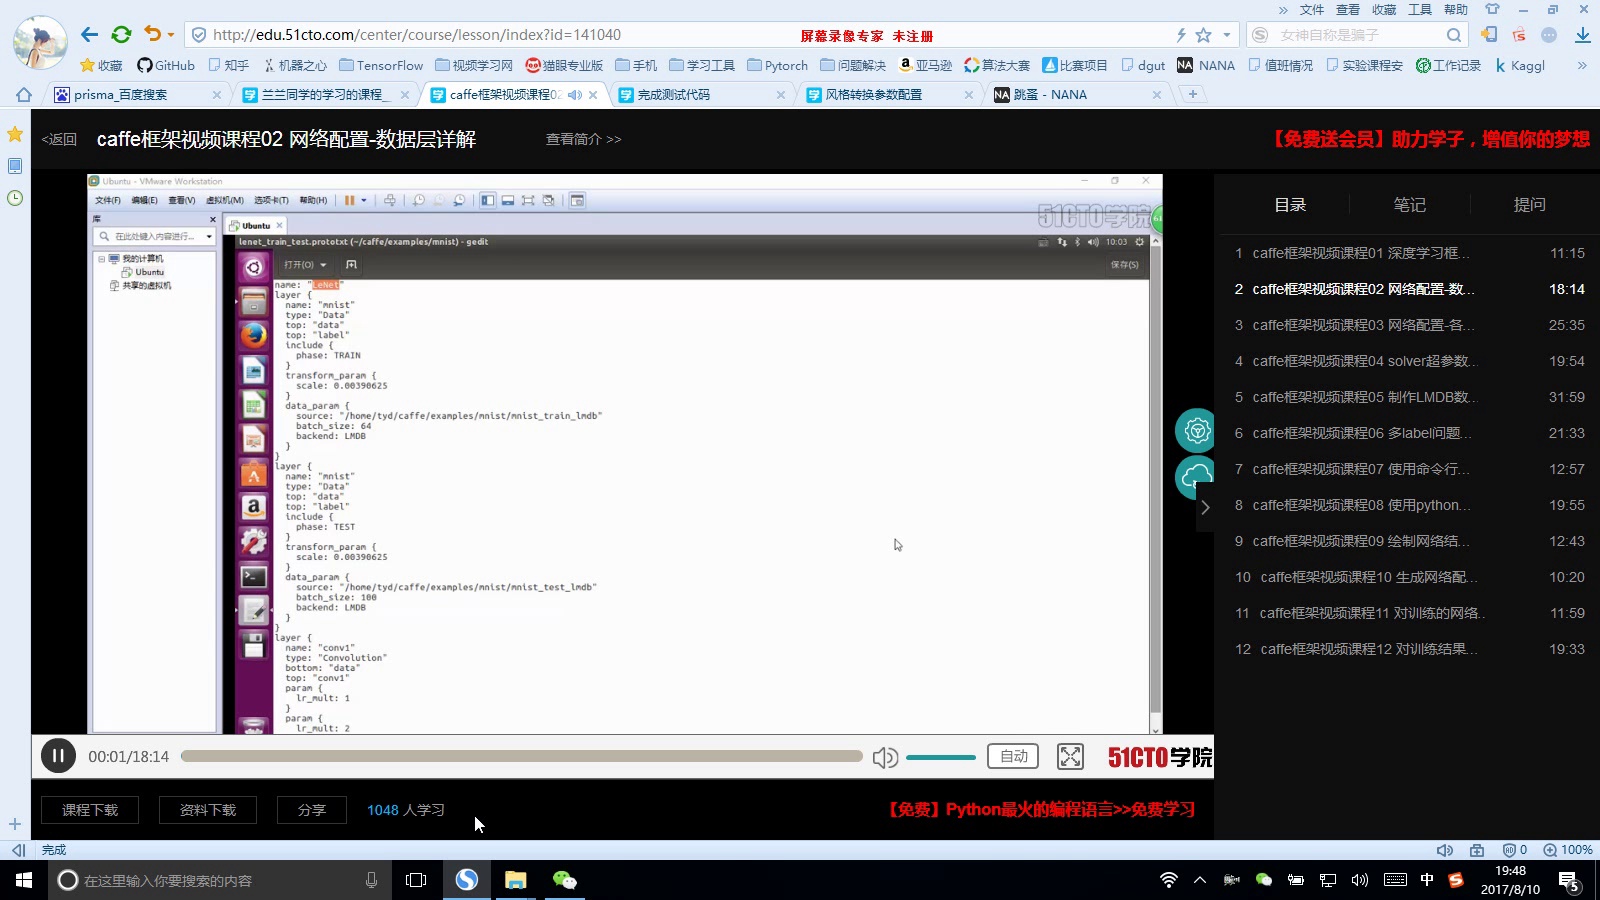 文件 查看 收藏 工具 帮助
http://edu.51cto.com/center/course/lesson/index?id=141040
屏幕录像专家 未注册
女神自称是骗子
收藏 GitHub 知乎 机器之心 TensorFlow 视频学习网 猫眼专业版 手机 学习工具 Pytorch 问题解决 亚马逊 算法大赛 比赛项目 dgut NANA 值班情况 实验课程安 工作记录 Kaggl
prisma_百度搜索 兰兰同学的学习的课程_ caffe框架视频课程02 完成测试代码 风格转换参数配置 跳蚤 - NANA
<返回 caffe框架视频课程02 网络配置-数据层详解 查看简介 >>
【免费送会员】助力学子，增值你的梦想
Ubuntu - VMware Workstation
文件(F) 编辑(E) 查看(V) 虚拟机(M) 选项卡(T) 帮助(H)
51CTO学院
库
在此处键入内容进行...
我的计算机
Ubuntu
共享的虚拟机
Ubuntu
lenet_train_test.prototxt (~/caffe/examples/mnist) - gedit
10:03
打开(O) 保存(S)
name: "LeNet"
layer {
name: "mnist"
type: "Data"
top: "data"
top: "label"
include {
phase: TRAIN
}
transform_param {
scale: 0.00390625
}
data_param {
source: "/home/tyd/caffe/examples/mnist/mnist_train_lmdb"
batch_size: 64
backend: LMDB
}
}
layer {
name: "mnist"
type: "Data"
top: "data"
top: "label"
include {
phase: TEST
}
transform_param {
scale: 0.00390625
}
data_param {
source: "/home/tyd/caffe/examples/mnist/mnist_test_lmdb"
batch_size: 100
backend: LMDB
}
}
layer {
name: "conv1"
type: "Convolution"
bottom: "data"
top: "conv1"
param {
lr_mult: 1
}
param {
lr_mult: 2
目录 笔记 提问
1 caffe框架视频课程01 深度学习框... 11:15
2 caffe框架视频课程02 网络配置-数... 18:14
3 caffe框架视频课程03 网络配置-各... 25:35
4 caffe框架视频课程04 solver超参数... 19:54
5 caffe框架视频课程05 制作LMDB数... 31:59
6 caffe框架视频课程06 多label问题... 21:33
7 caffe框架视频课程07 使用命令行... 12:57
8 caffe框架视频课程08 使用python... 19:55
9 caffe框架视频课程09 绘制网络结... 12:43
10 caffe框架视频课程10 生成网络配... 10:20
11 caffe框架视频课程11 对训练的网络.. 11:59
12 caffe框架视频课程12 对训练结果... 19:33
00:01/18:14 自动 51CTO学院
课程下载 资料下载 分享 1048 人学习
【免费】Python最火的编程语言>>免费学习
完成 0 100%
在这里输入你要搜索的内容
中
19:48
2017/8/10
5